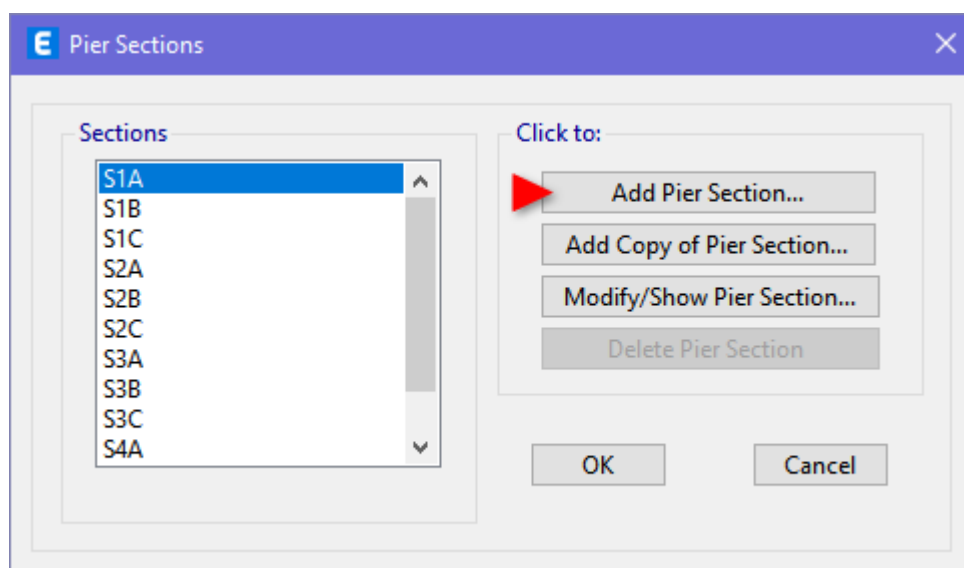 E Pier Sections
Sections
S1A
S1B
S1C
S2A
S2B
S2C
S3A
S3B
S3C
S4A
Click to:
Add Pier Section...
Add Copy of Pier Section...
Modify/Show Pier Section...
Delete Pier Section
OK
Cancel